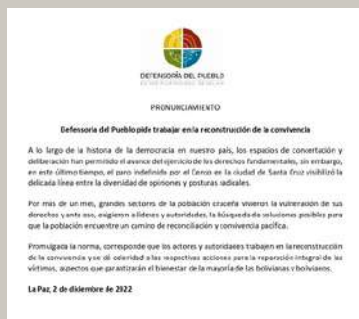 DEFENSORÍA DEL PUEBLO
PRONUNCIAMIENTO
Defensoría del Pueblo pide trabajar en la reconstrucción de la convivencia
A lo largo de la historia de la democracia en nuestro país, los espacios de concertación y
deliberación han permitido el avance del ejercicio de los derechos fundamentales, sin embargo,
en este último tiempo, el paro indefinido por el Censo en la ciudad de Santa Cruz visibilizó la
delicada línea entre la diversidad de opiniones y posturas radicales.
Por más de un mes, grandes sectores de la población cruceña vivieron la vulneración de sus
derechos y ante eso, exigieron a líderes y autoridades, la búsqueda de soluciones posibles para
que la población encuentre un camino de reconciliación y convivencia pacífica.
Promulgada la norma, corresponde que los actores y autoridades trabajen en la reconstrucción
de la convivencia y se dé celeridad a las respectivas acciones para la reparación integral de las
víctimas, aspectos que garantizarán el bienestar de la mayoría de las bolivianas y bolivianos.
La Paz, 2 de diciembre de 2022